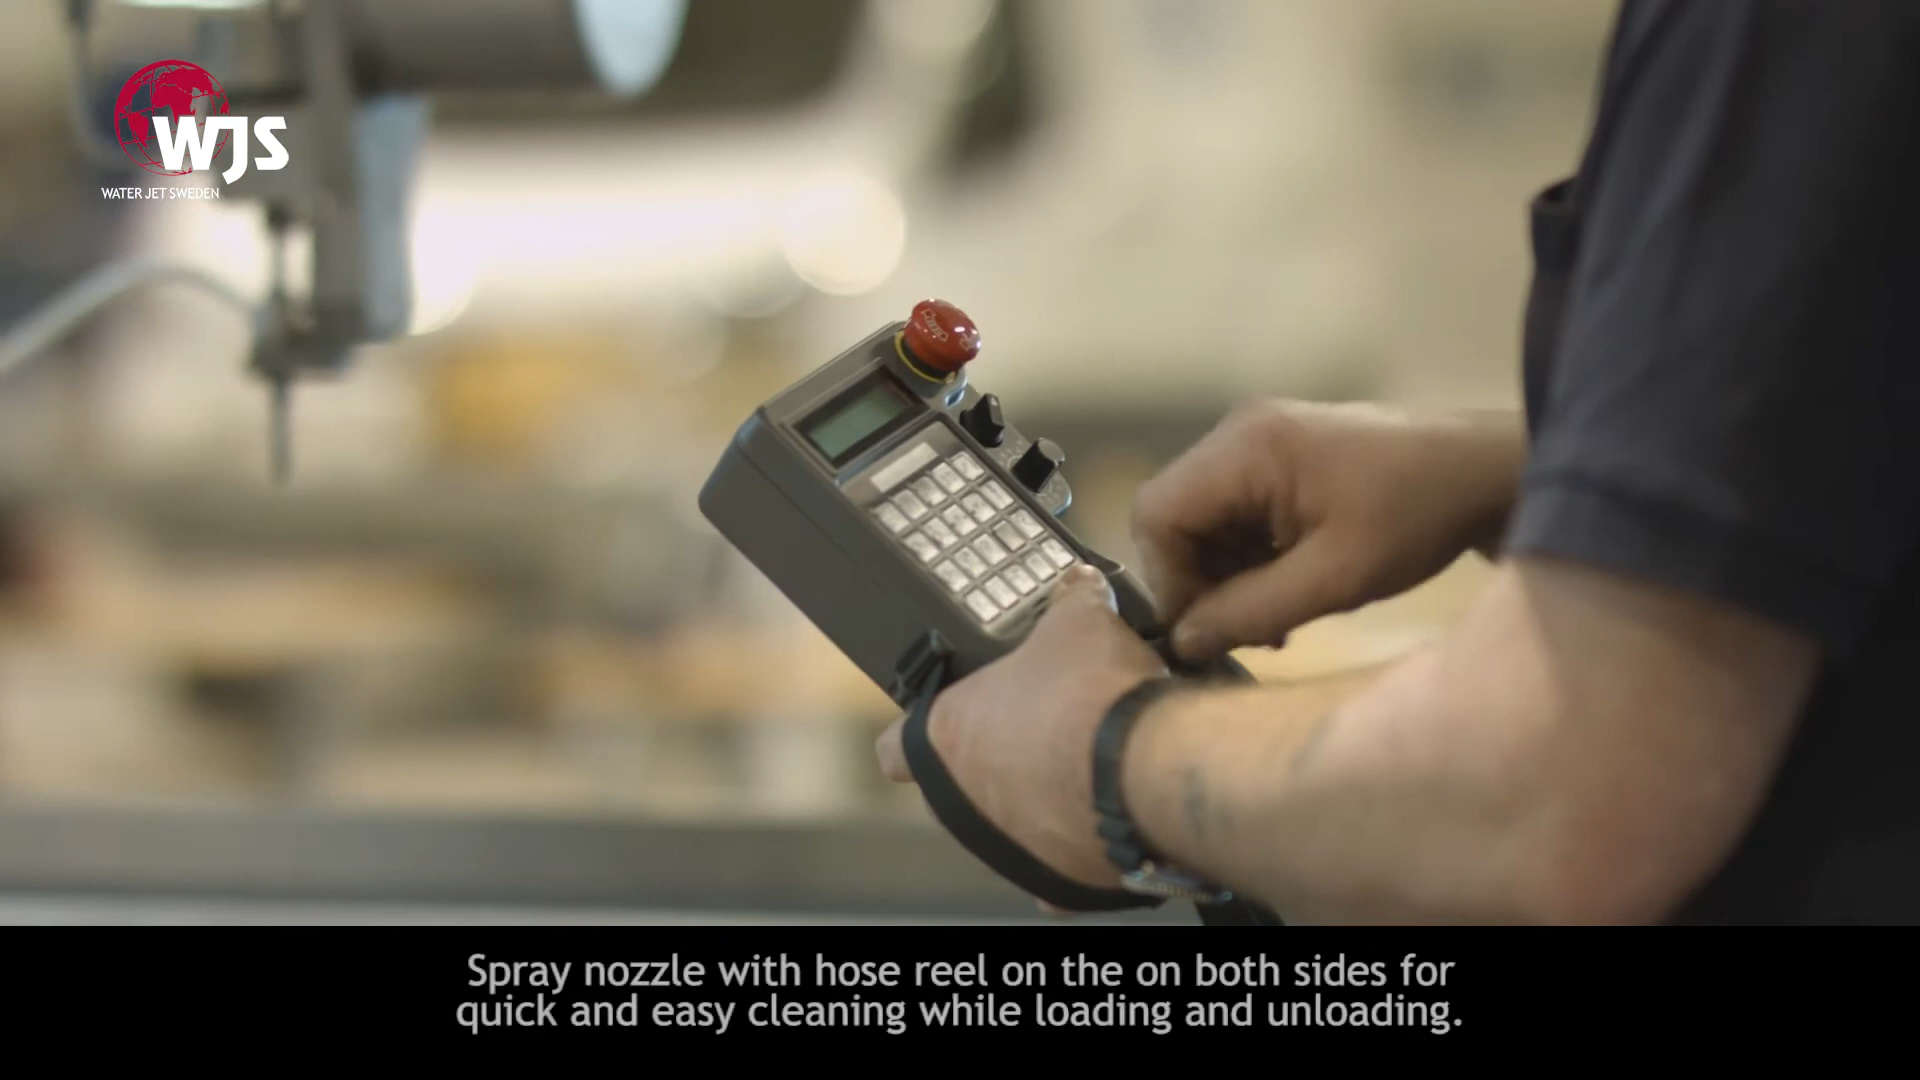 WJS
WATER JET SWEDEN
Spray nozzle with hose reel on the on both sides for
quick and easy cleaning while loading and unloading.